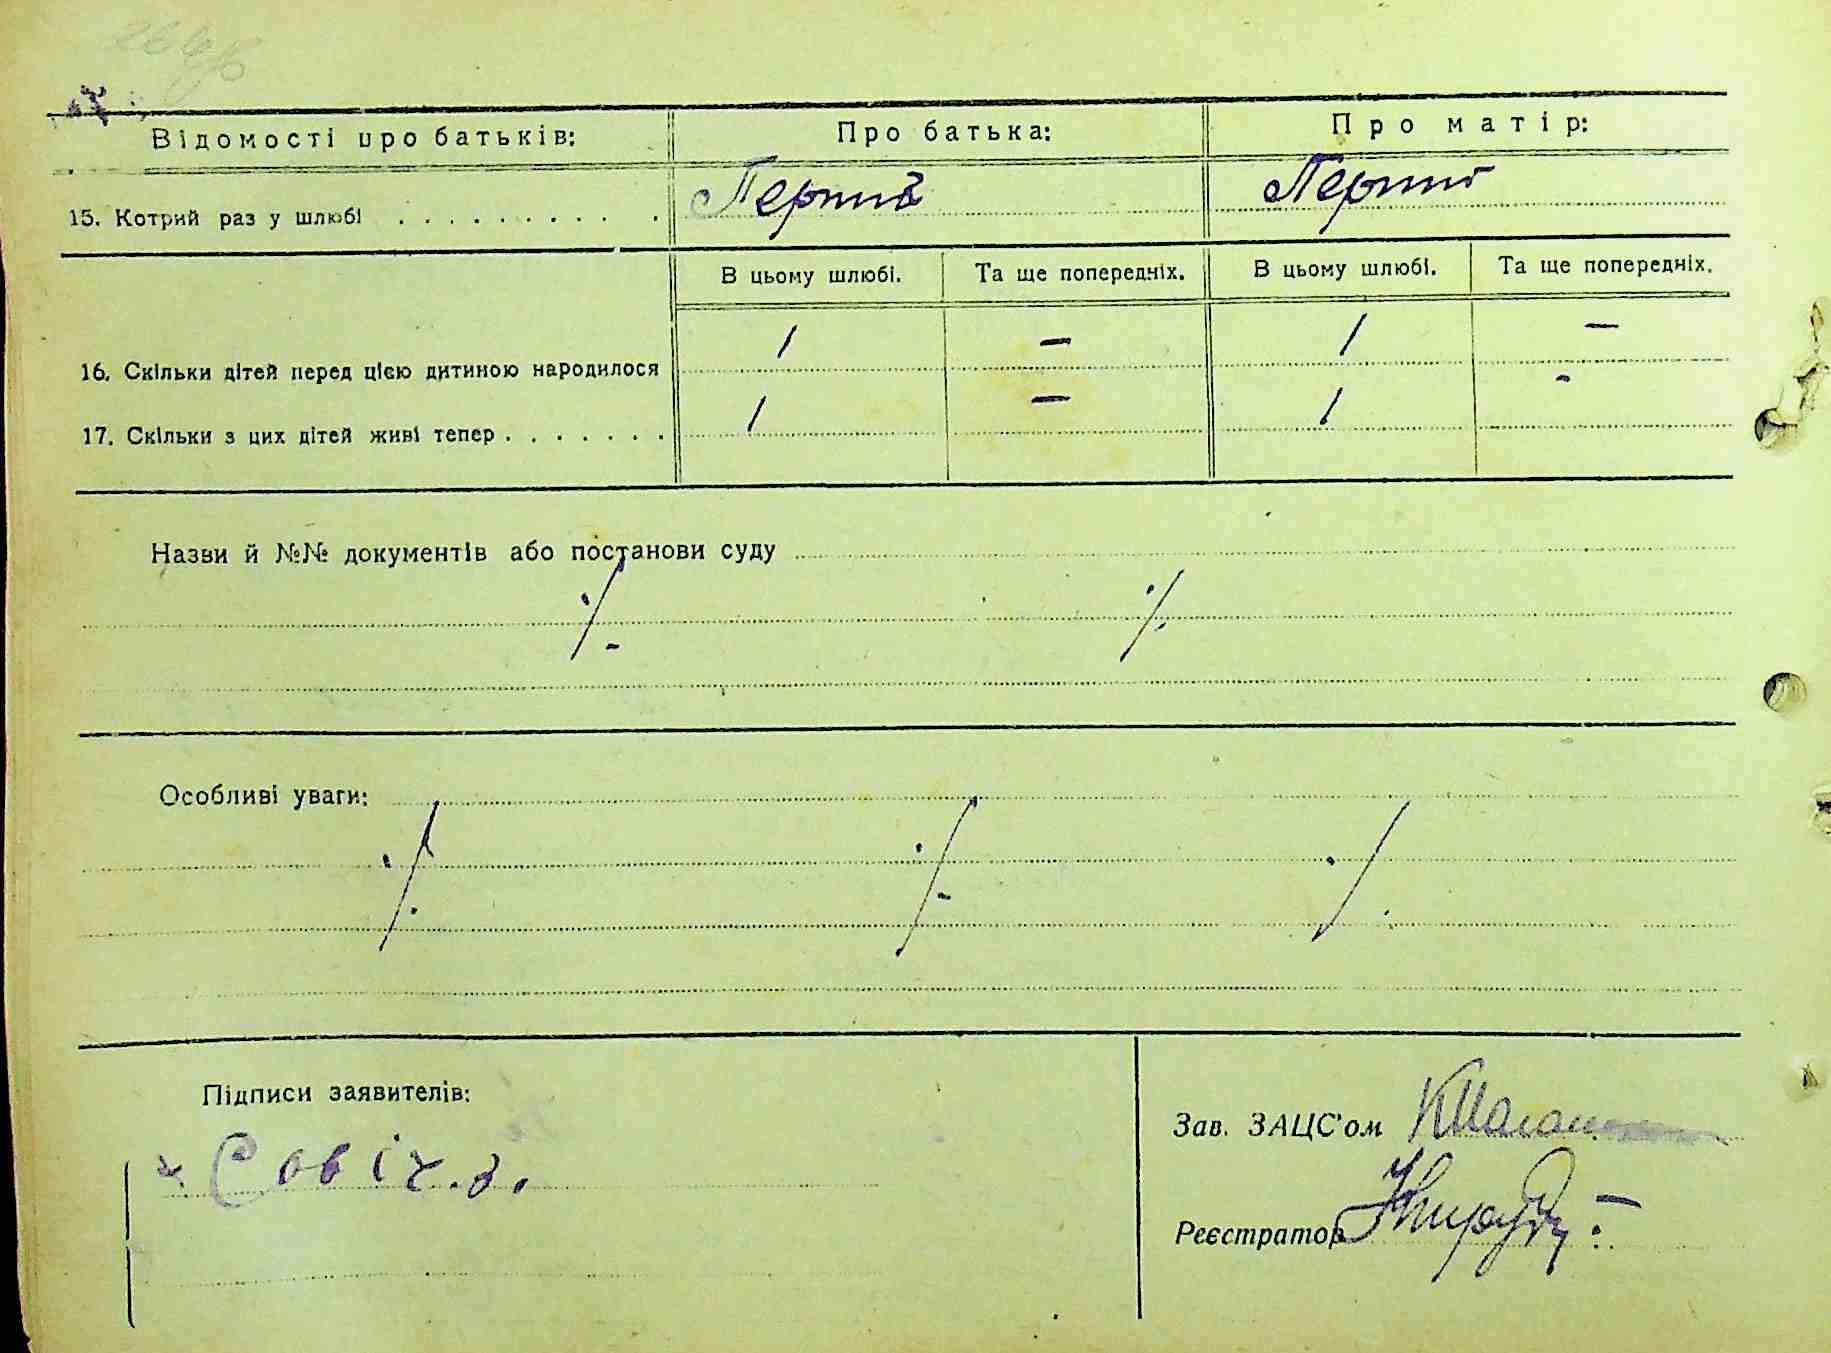 Відомості про батьків: Про батька: Про матір:
15. Котрий раз у шлюбі . . . . . . . . . . Перший Перший
В цьому шлюбі. Та ще попередніх. В цьому шлюбі. Та ще попередніх.
16. Скільки дітей перед цією дитиною народилося 1 — 1 —
17. Скільки з цих дітей живі тепер . . . . . . . 1 — 1 -
Назви й №№ документів або постанови суду
Особливі уваги:
Підписи заявителів:
Совіч.З.
Зав. ЗАЦС'ом
Реєстратор